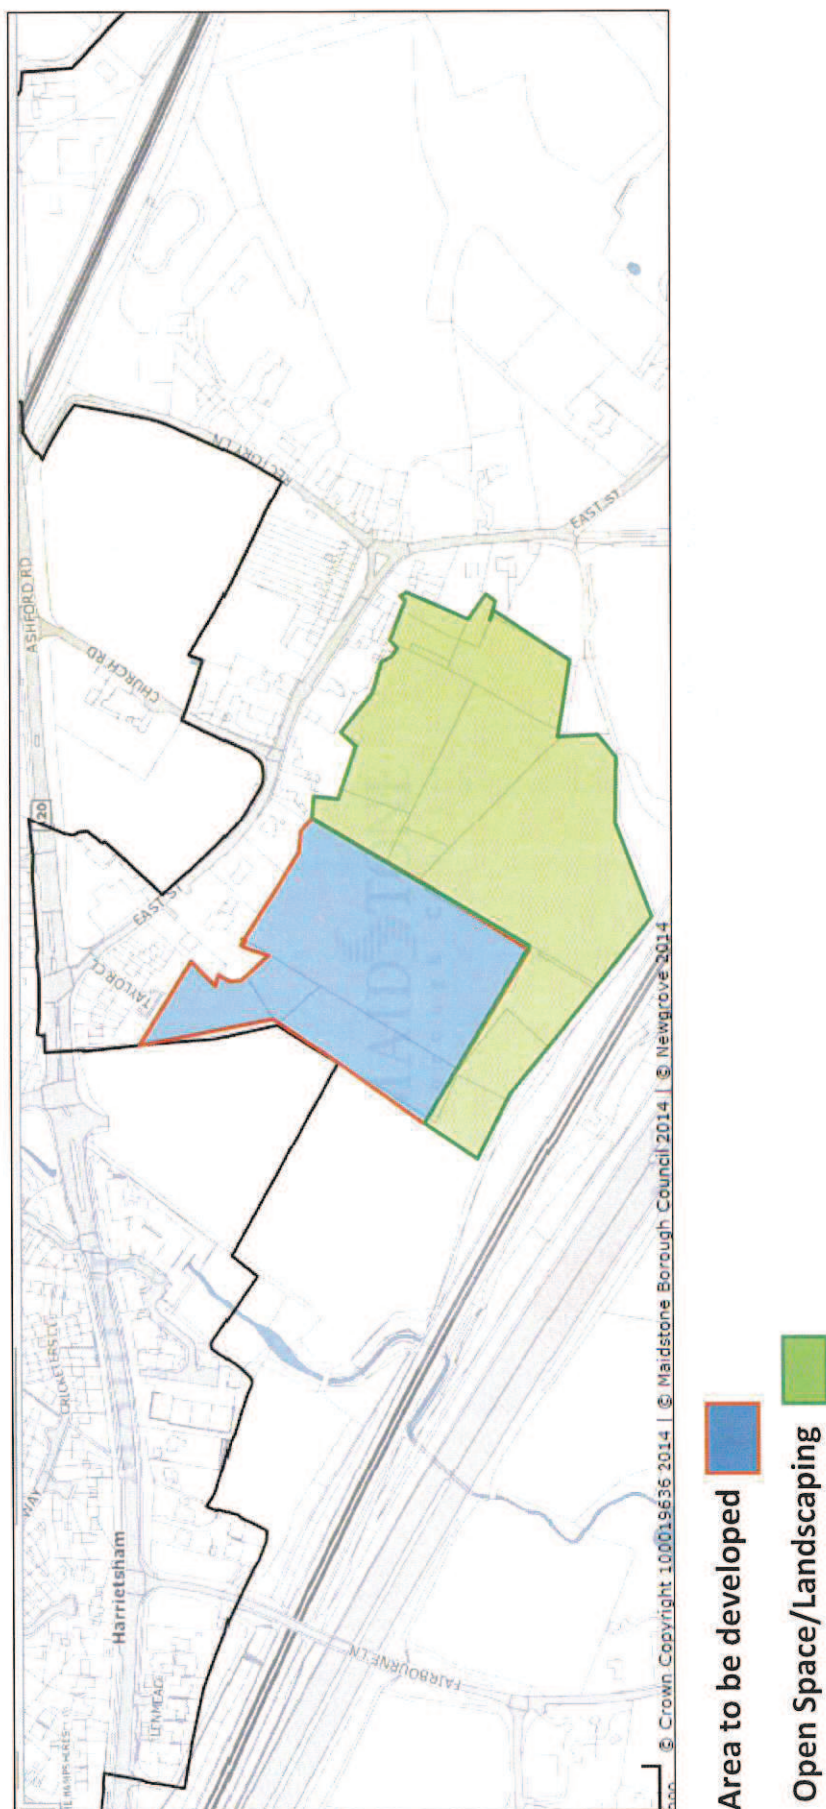 Harrietsham
WAY
CRICKETERS CL
LENMEAD
FAIRBOURNE LN
ASHFORD RD
A20
TAYLOR CL
EAST ST
CHURCH RD
RECTORY LN
EAST ST
© Crown Copyright 100019636 2014 | © Maidstone Borough Council 2014 | © Newgrove 2014
Area to be developed
Open Space/Landscaping